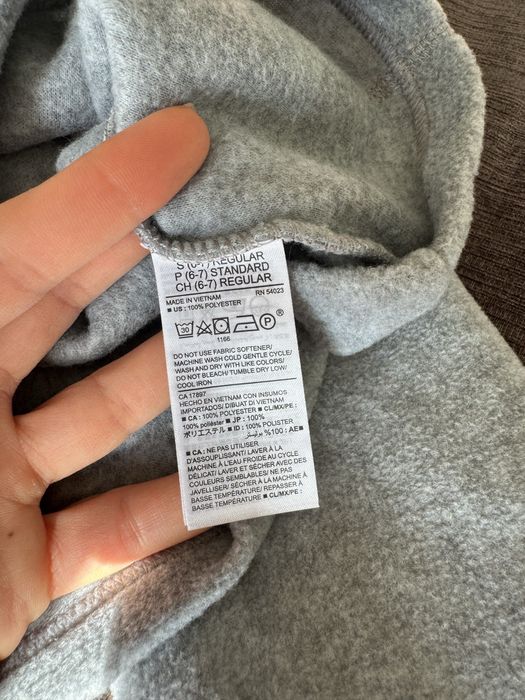 S (6-7) REGULAR
P (6-7) STANDARD
CH (6-7) REGULAR
MADE IN VIETNAM RN 54023
■ US: 100% POLYESTER
30 P
1166
DO NOT USE FABRIC SOFTENER/
MACHINE WASH COLD GENTLE CYCLE/
WASH AND DRY WITH LIKE COLORS/
DO NOT BLEACH/ TUMBLE DRY LOW/
COOL IRON
CA 17897
HECHO EN VIETNAM CON INSUMOS
IMPORTADOS/ DIBUAT DI VIETNAM
■ CA: 100% POLYESTER ■ CL/MX/PE:
100% poliéster ■ JP: 100%
ポリエステル ■ ID: 100% POLISTER
■ AE: 100% بوليستر
■ CA: NE PAS UTILISER
D'ASSOUPLISSANT/ LAVER À LA
MACHINE À L'EAU FROIDE AU CYCLE
DÉLICAT/ LAVER ET SÉCHER AVEC DES
COULEURS SEMBLABLES/ NE PAS
JAVELLISER/ SÉCHER À LA MACHINE À
BASSE TEMPÉRATURE/ REPASSER À
BASSE TEMPÉRATURE ■ CL/MX/PE: